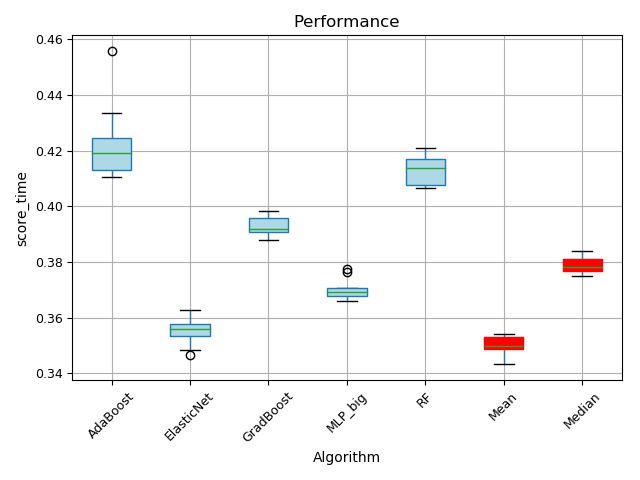 Performance
0.46
0.44
0.42
0.40
0.38
0.36
0.34
score_time
AdaBoost
ElasticNet
GradBoost
MLP_big
RF
Mean
Median
Algorithm